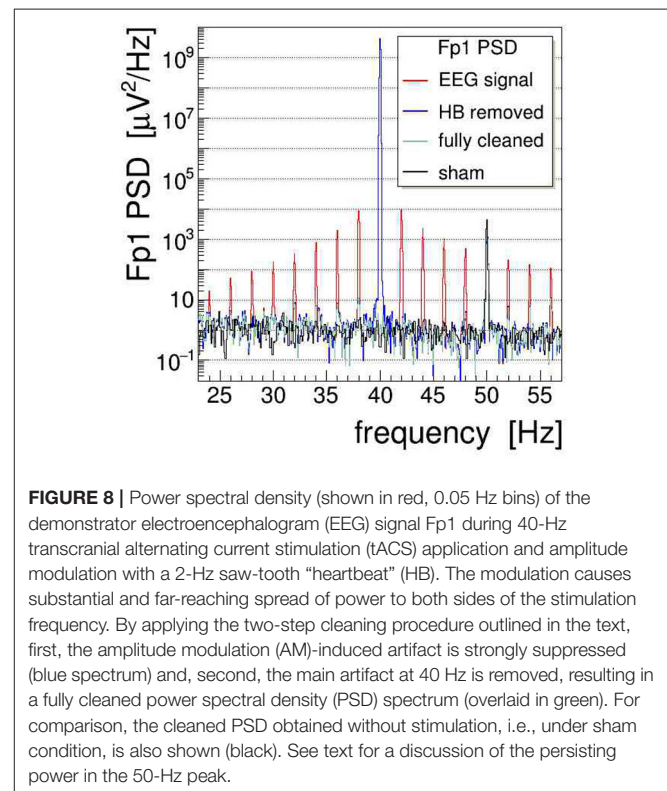 10⁹
10⁷
10⁵
10³
10
10⁻¹
Fp1 PSD [μV²/Hz]
Fp1 PSD
EEG signal
HB removed
fully cleaned
sham
25 30 35 40 45 50 55
frequency [Hz]
FIGURE 8 | Power spectral density (shown in red, 0.05 Hz bins) of the
demonstrator electroencephalogram (EEG) signal Fp1 during 40-Hz
transcranial alternating current stimulation (tACS) application and amplitude
modulation with a 2-Hz saw-tooth “heartbeat” (HB). The modulation causes
substantial and far-reaching spread of power to both sides of the stimulation
frequency. By applying the two-step cleaning procedure outlined in the text,
first, the amplitude modulation (AM)-induced artifact is strongly suppressed
(blue spectrum) and, second, the main artifact at 40 Hz is removed, resulting in
a fully cleaned power spectral density (PSD) spectrum (overlaid in green). For
comparison, the cleaned PSD obtained without stimulation, i.e., under sham
condition, is also shown (black). See text for a discussion of the persisting
power in the 50-Hz peak.